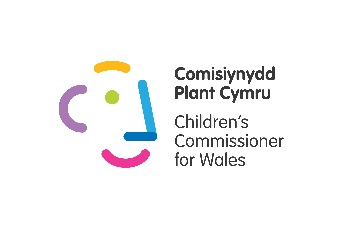 Comisiynydd
Plant Cymru
Children's
Commissioner
for Wales